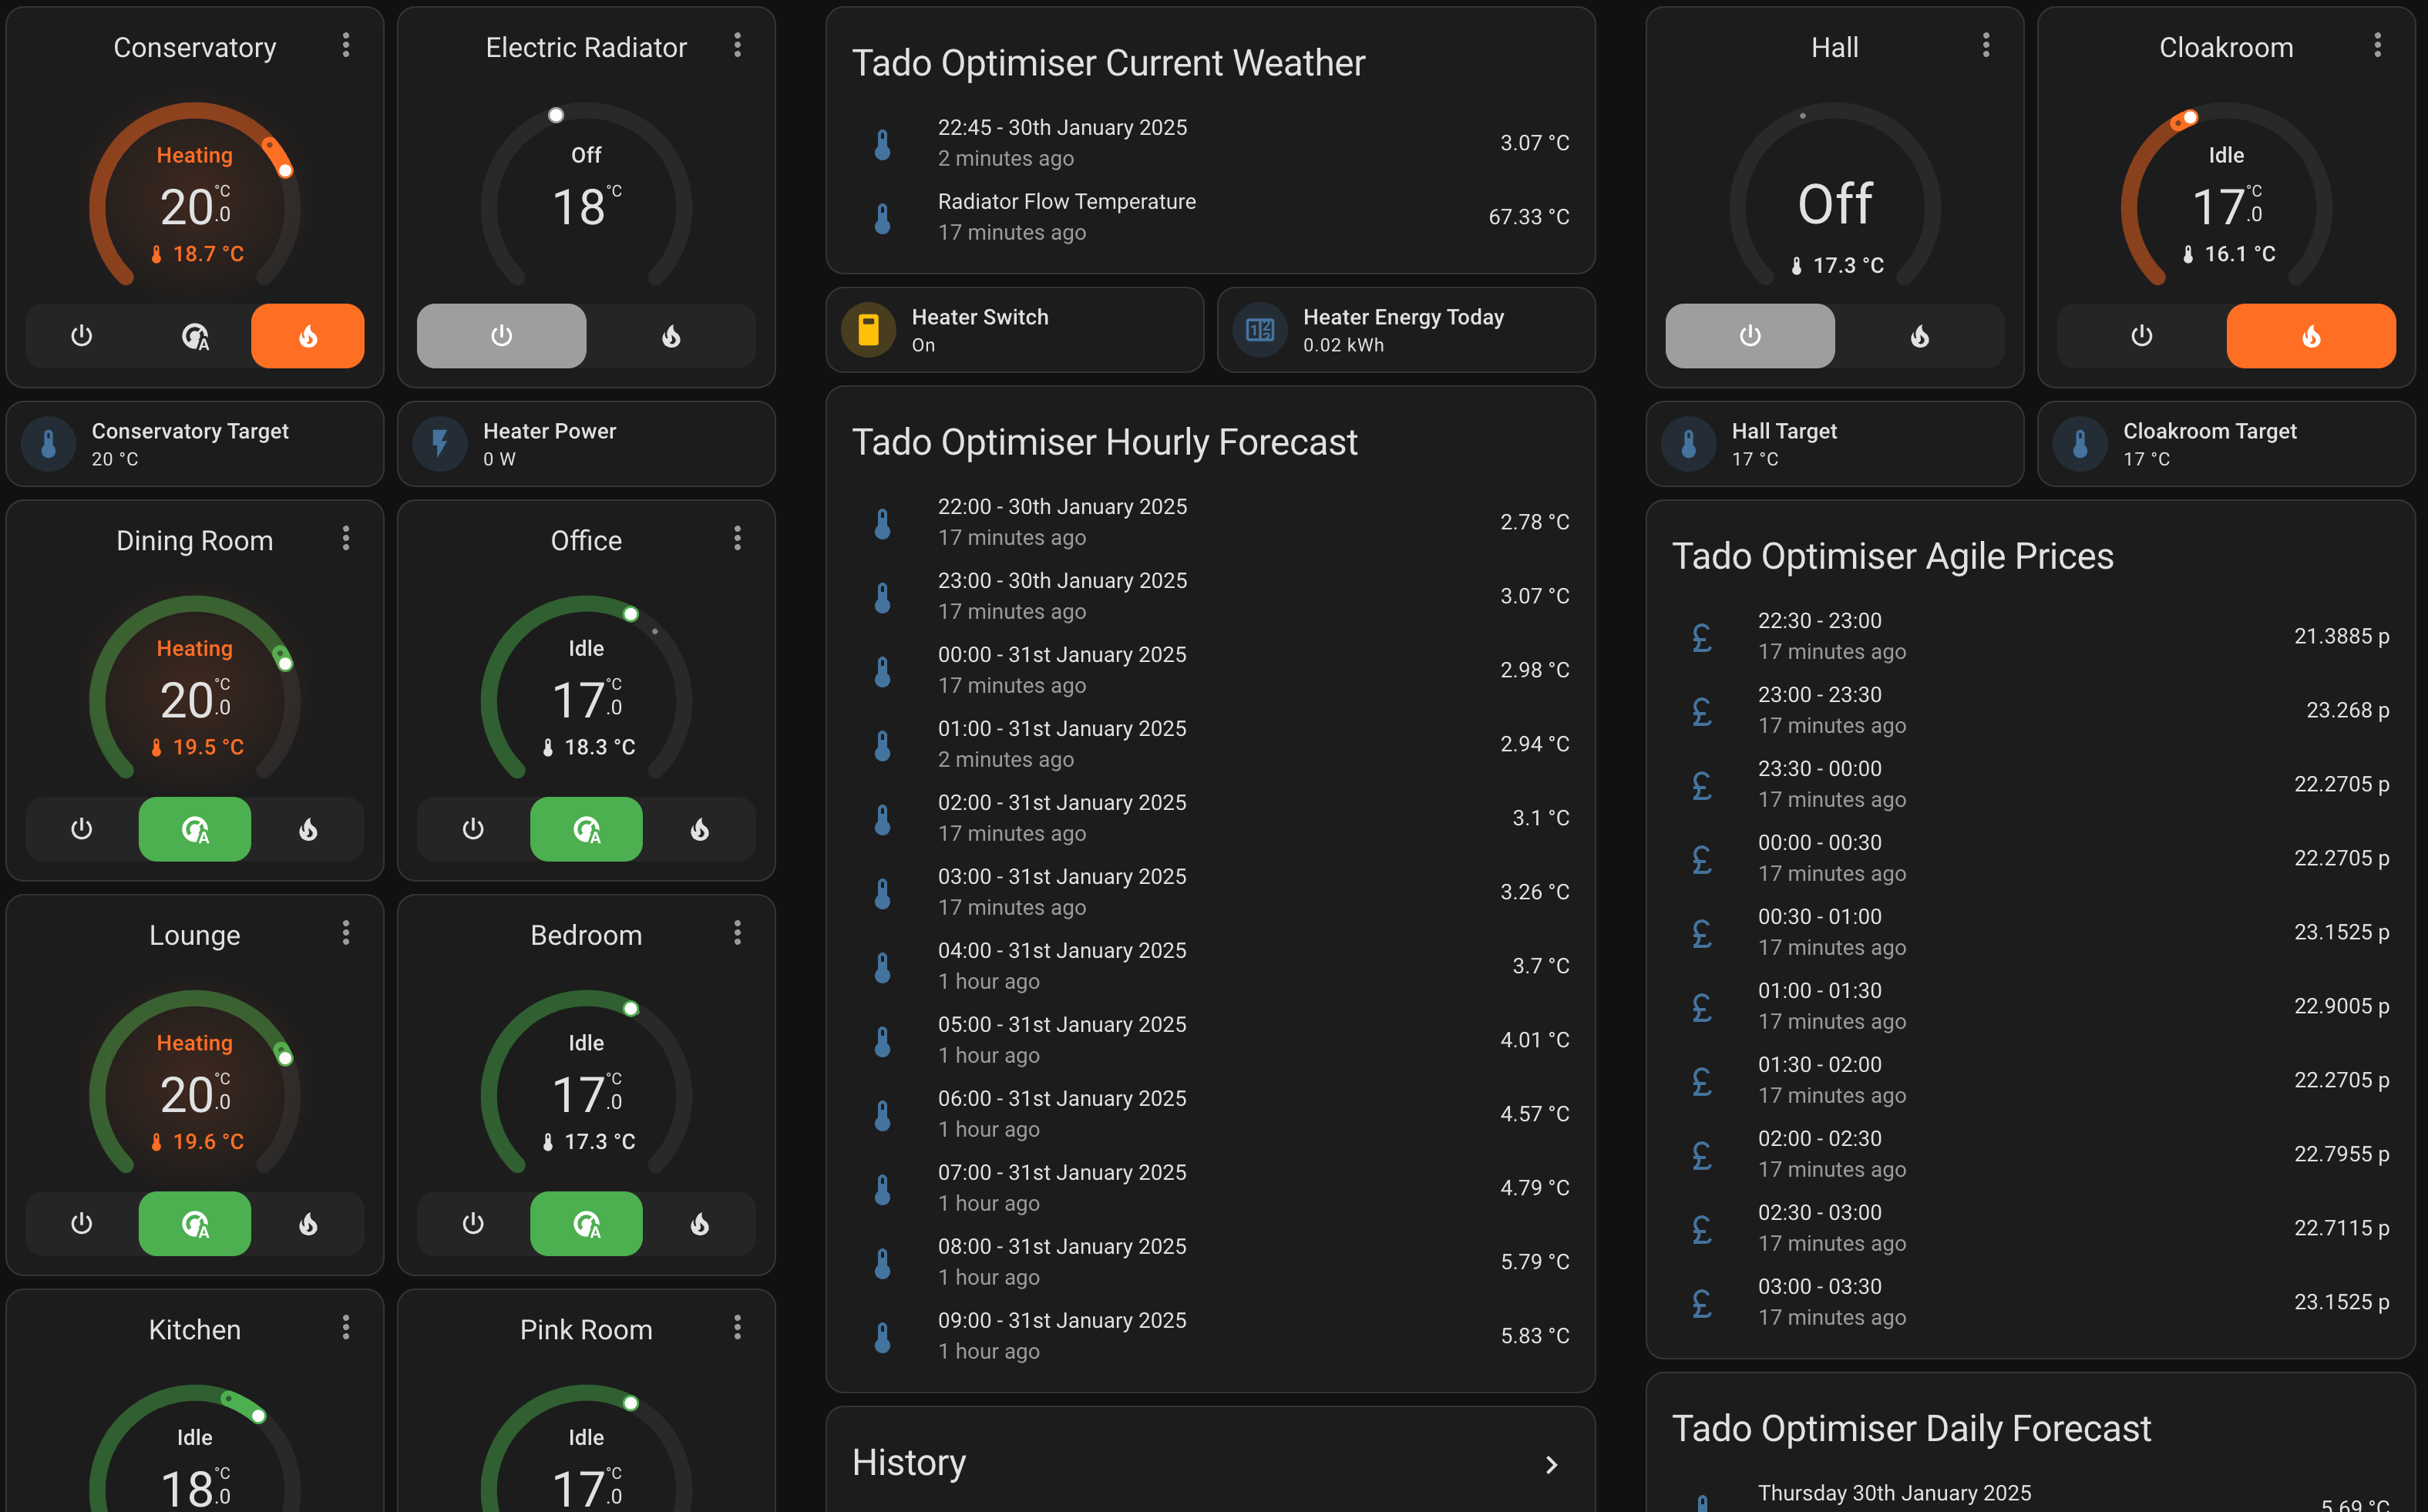 Conservatory
Heating
20.0 °C
18.7 °C
Electric Radiator
Off
18 °C
Conservatory Target
20 °C
Heater Power
0 W
Dining Room
Heating
20.0 °C
19.5 °C
Office
Idle
17.0 °C
18.3 °C
Lounge
Heating
20.0 °C
19.6 °C
Bedroom
Idle
17.0 °C
17.3 °C
Kitchen
Idle
18.0 °C
Pink Room
Idle
17.0 °C
Tado Optimiser Current Weather
22:45 - 30th January 2025
3.07 °C
2 minutes ago
Radiator Flow Temperature
67.33 °C
17 minutes ago
Heater Switch
On
Heater Energy Today
0.02 kWh
Tado Optimiser Hourly Forecast
22:00 - 30th January 2025
2.78 °C
17 minutes ago
23:00 - 30th January 2025
3.07 °C
17 minutes ago
00:00 - 31st January 2025
2.98 °C
17 minutes ago
01:00 - 31st January 2025
2.94 °C
2 minutes ago
02:00 - 31st January 2025
3.1 °C
17 minutes ago
03:00 - 31st January 2025
3.26 °C
17 minutes ago
04:00 - 31st January 2025
3.7 °C
1 hour ago
05:00 - 31st January 2025
4.01 °C
1 hour ago
06:00 - 31st January 2025
4.57 °C
1 hour ago
07:00 - 31st January 2025
4.79 °C
1 hour ago
08:00 - 31st January 2025
5.79 °C
1 hour ago
09:00 - 31st January 2025
5.83 °C
1 hour ago
History
Hall
Off
17.3 °C
Cloakroom
Idle
17.0 °C
16.1 °C
Hall Target
17 °C
Cloakroom Target
17 °C
Tado Optimiser Agile Prices
22:30 - 23:00
21.3885 p
17 minutes ago
23:00 - 23:30
23.268 p
17 minutes ago
23:30 - 00:00
22.2705 p
17 minutes ago
00:00 - 00:30
22.2705 p
17 minutes ago
00:30 - 01:00
23.1525 p
17 minutes ago
01:00 - 01:30
22.9005 p
17 minutes ago
01:30 - 02:00
22.2705 p
17 minutes ago
02:00 - 02:30
22.7955 p
17 minutes ago
02:30 - 03:00
22.7115 p
17 minutes ago
03:00 - 03:30
23.1525 p
17 minutes ago
Tado Optimiser Daily Forecast
Thursday 30th January 2025
5.69 °C